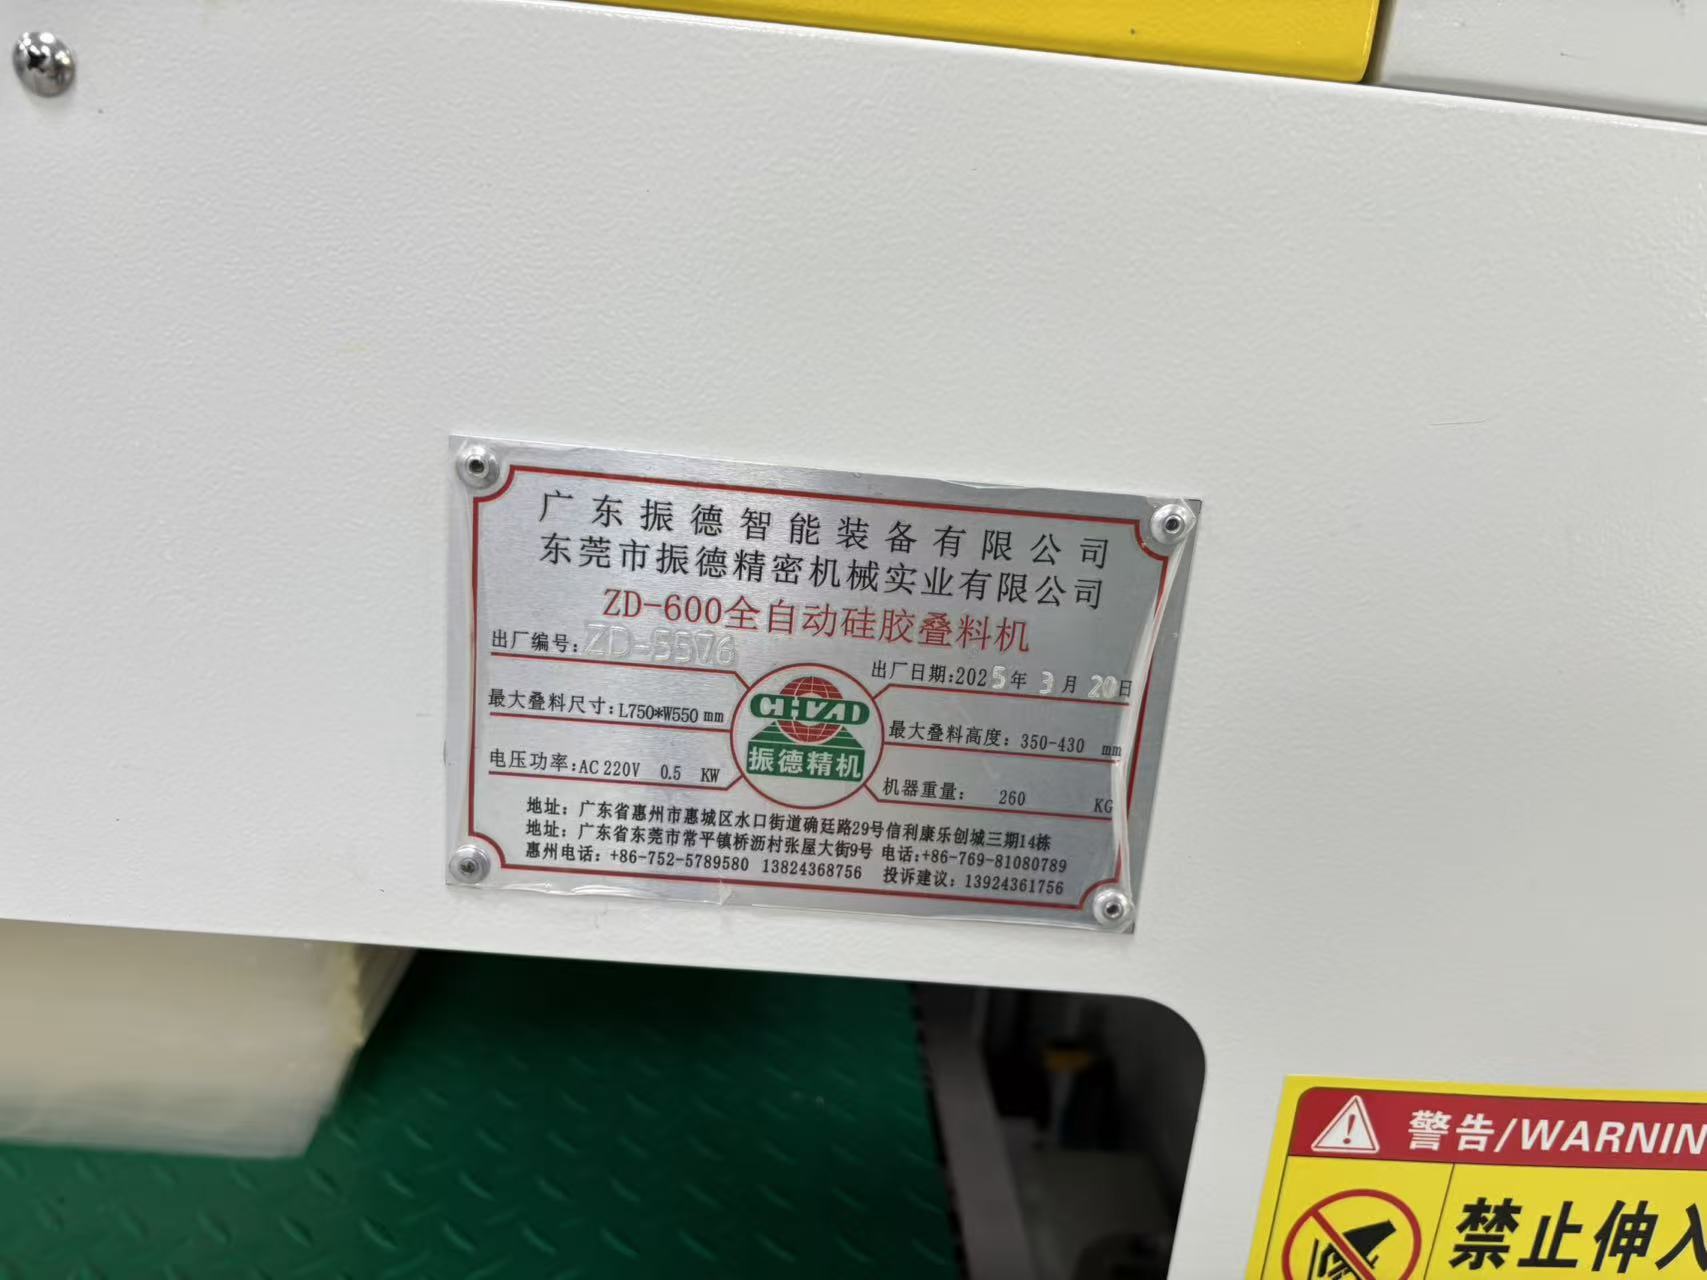 广东振德智能装备有限公司
东莞市振德精密机械实业有限公司
ZD-600全自动硅胶叠料机
出厂编号: ZD-5576
出厂日期:2025年 3月 20日
最大叠料尺寸: L750*W550 mm
最大叠料高度: 350-430 mm
电压功率:AC 220V 0.5 KW
机器重量: 260 KG
CHZAD
振德精机
地址: 广东省惠州市惠城区水口街道确廷路29号信利康乐创城三期14栋
地址: 广东省东莞市常平镇桥沥村张屋大街9号 电话:+86-769-81080789
惠州电话: +86-752-5789580 13824368756 投诉建议: 13924361756
警告/WARNIN
禁止伸入